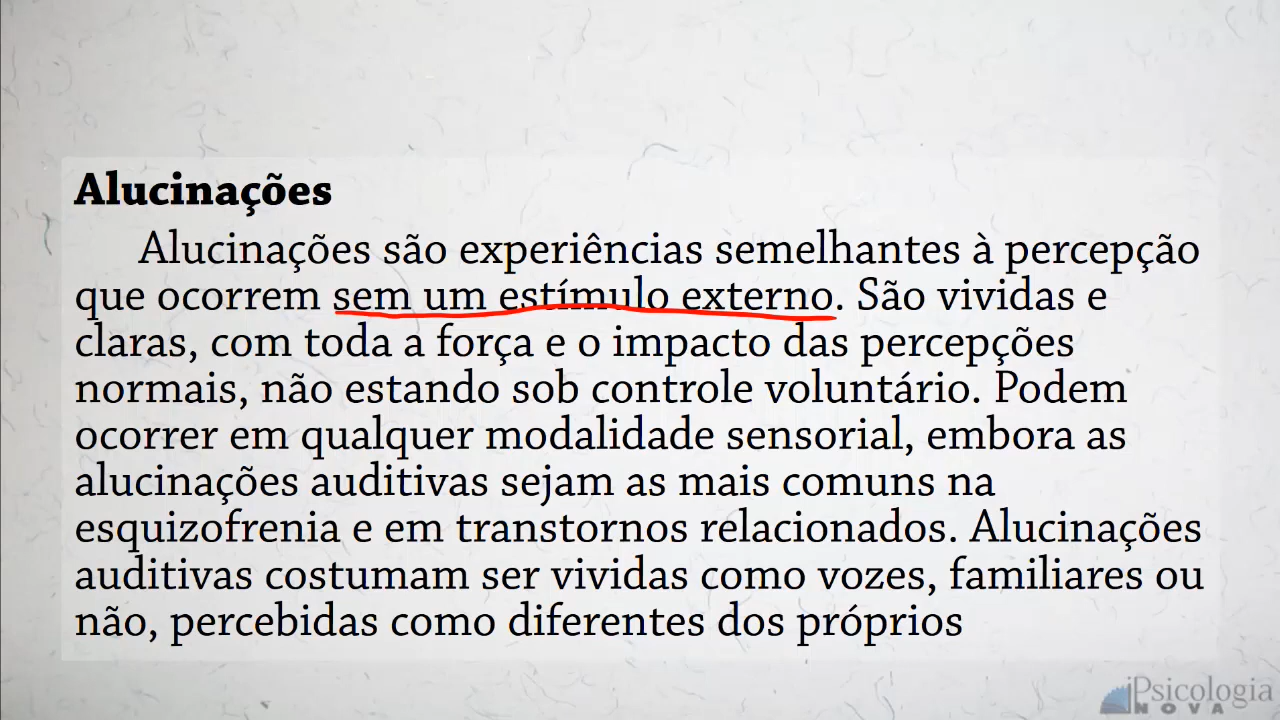 Alucinações
Alucinações são experiências semelhantes à percepção
que ocorrem sem um estímulo externo. São vividas e
claras, com toda a força e o impacto das percepções
normais, não estando sob controle voluntário. Podem
ocorrer em qualquer modalidade sensorial, embora as
alucinações auditivas sejam as mais comuns na
esquizofrenia e em transtornos relacionados. Alucinações
auditivas costumam ser vividas como vozes, familiares ou
não, percebidas como diferentes dos próprios
Psicologia
NOVA